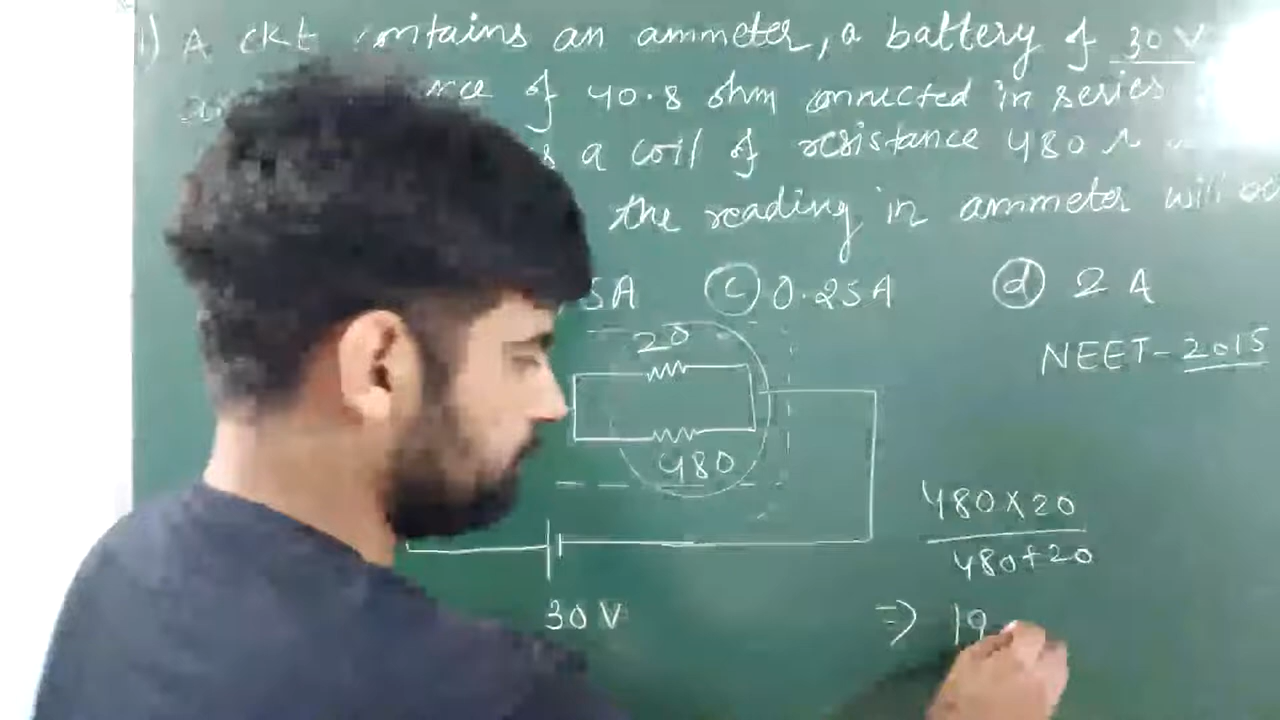 1) A ckt contains an ammeter, a battery of 30 V
of 40.8 ohm connected in series
a coil of resistance 480 Ω
the reading in ammeter will
5A (c) 0.25A (d) 2 A
NEET-2015
20
480
30 V
480×20
480+20
⇒ 19